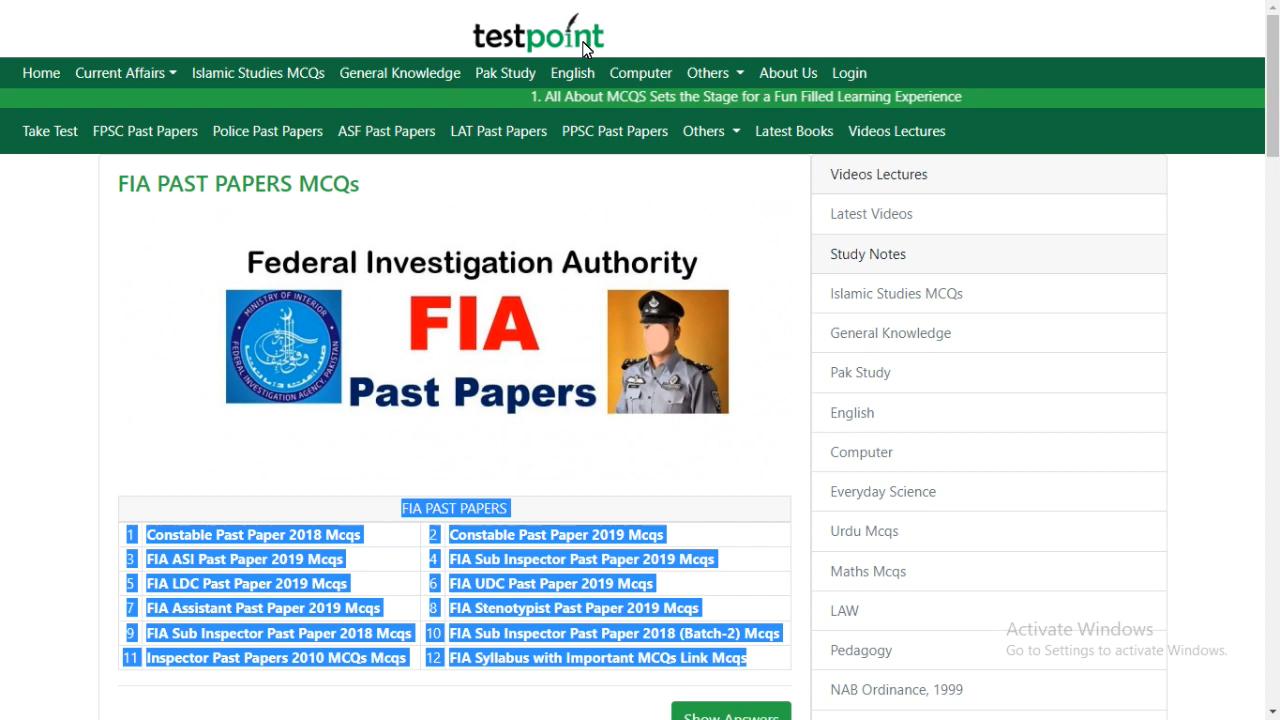 testpoint
Home Current Affairs Islamic Studies MCQs General Knowledge Pak Study English Computer Others About Us Login
1. All About MCQS Sets the Stage for a Fun Filled Learning Experience
Take Test FPSC Past Papers Police Past Papers ASF Past Papers LAT Past Papers PPSC Past Papers Others Latest Books Videos Lectures
FIA PAST PAPERS MCQs
Federal Investigation Authority
MINISTRY OF INTERIOR
FEDERAL INVESTIGATION AGENCY, PAKISTAN
FIA
Past Papers
FIA PAST PAPERS
1 Constable Past Paper 2018 Mcqs 2 Constable Past Paper 2019 Mcqs
3 FIA ASI Past Paper 2019 Mcqs 4 FIA Sub Inspector Past Paper 2019 Mcqs
5 FIA LDC Past Paper 2019 Mcqs 6 FIA UDC Past Paper 2019 Mcqs
7 FIA Assistant Past Paper 2019 Mcqs 8 FIA Stenotypist Past Paper 2019 Mcqs
9 FIA Sub Inspector Past Paper 2018 Mcqs 10 FIA Sub Inspector Past Paper 2018 (Batch-2) Mcqs
11 Inspector Past Papers 2010 MCQs Mcqs 12 FIA Syllabus with Important MCQs Link Mcqs
Show Answers
Videos Lectures
Latest Videos
Study Notes
Islamic Studies MCQs
General Knowledge
Pak Study
English
Computer
Everyday Science
Urdu Mcqs
Maths Mcqs
LAW
Pedagogy
NAB Ordinance, 1999
Activate Windows
Go to Settings to activate Windows.